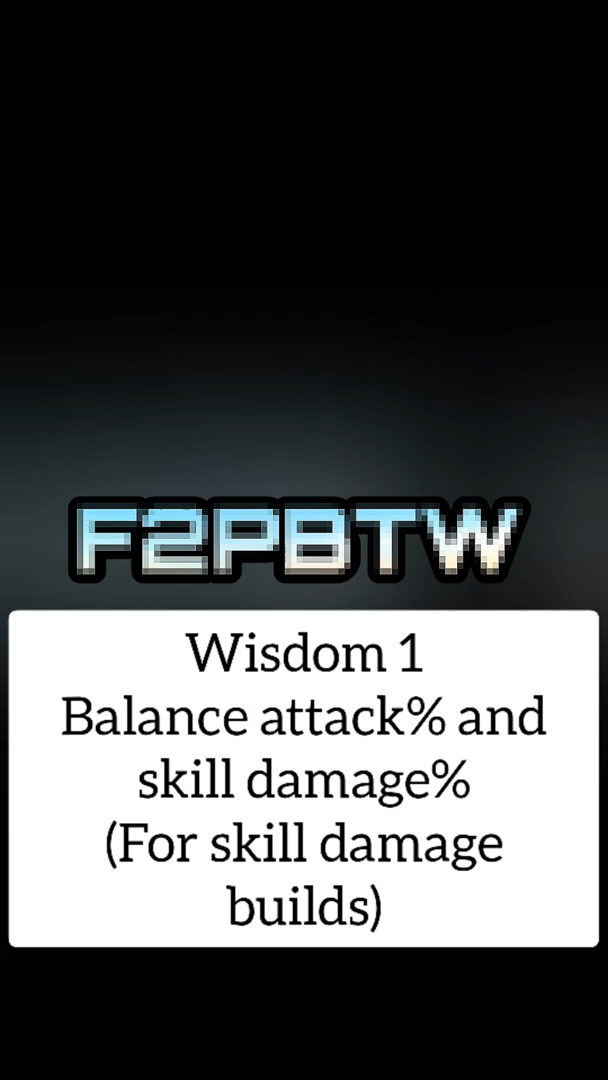 F2PBTW
Wisdom 1
Balance attack% and
skill damage%
(For skill damage
builds)